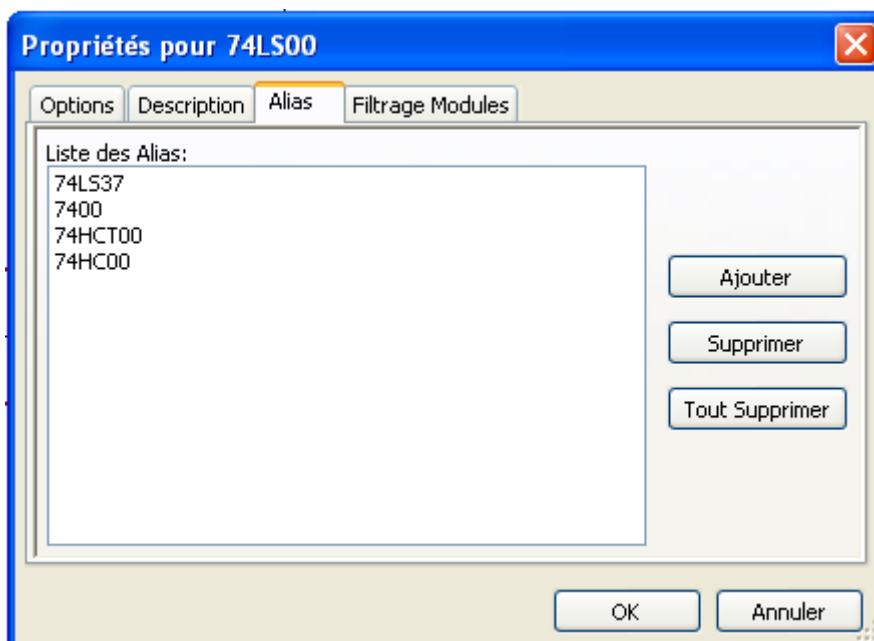 Propriétés pour 74LS00
Options Description Alias Filtrage Modules
Liste des Alias:
74LS37
7400
74HCT00
74HC00
Ajouter
Supprimer
Tout Supprimer
OK Annuler